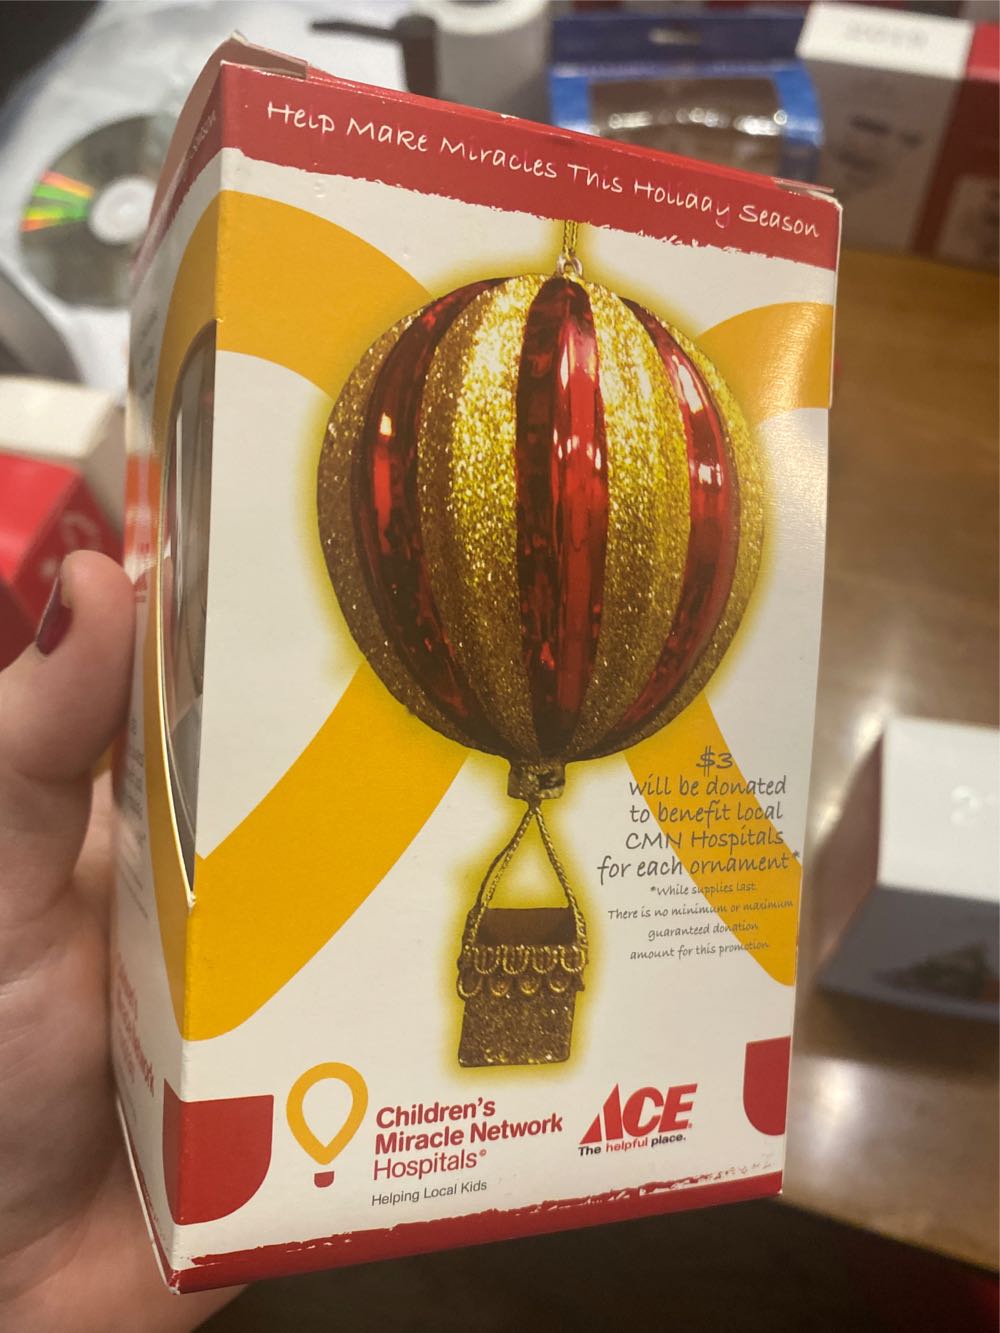 Help Make Miracles This Holiday Season
$3
will be donated
to benefit local
CMN Hospitals
for each ornament*
*While supplies last
There is no minimum or maximum
guaranteed donation
amount for this promotion
Children's
Miracle Network
Hospitals
Helping Local Kids
ACE
The helpful place.